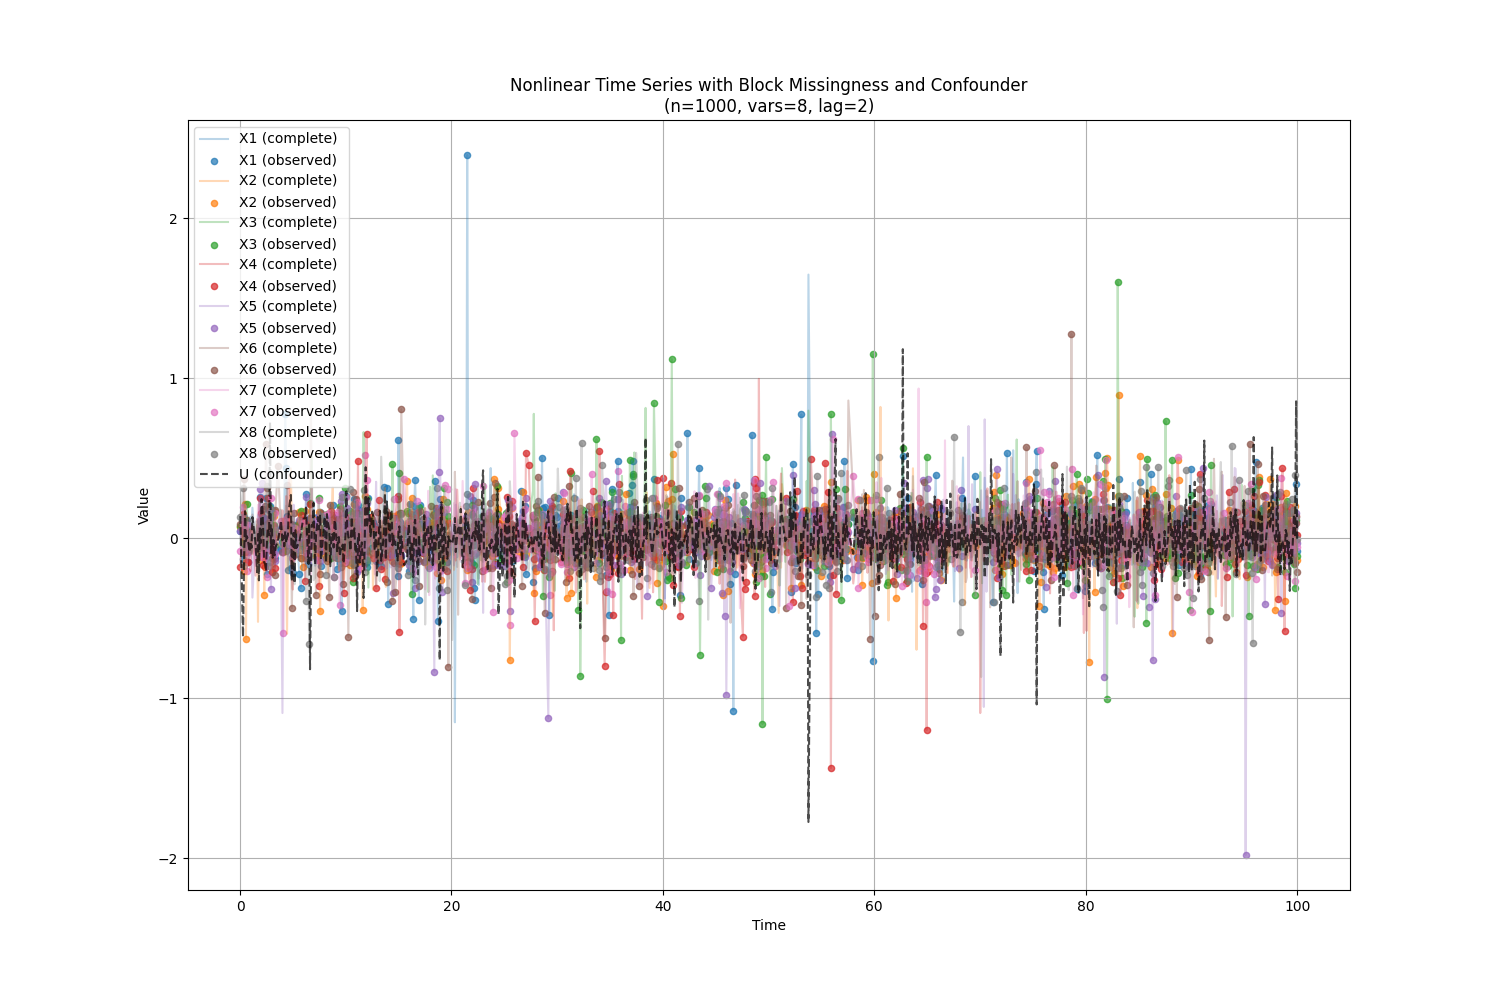 Nonlinear Time Series with Block Missingness and Confounder
(n=1000, vars=8, lag=2)
X1 (complete)
X1 (observed)
X2 (complete)
X2 (observed)
X3 (complete)
X3 (observed)
X4 (complete)
X4 (observed)
X5 (complete)
X5 (observed)
X6 (complete)
X6 (observed)
X7 (complete)
X7 (observed)
X8 (complete)
X8 (observed)
U (confounder)
Value
2
1
0
−1
−2
0 20 40 60 80 100
Time